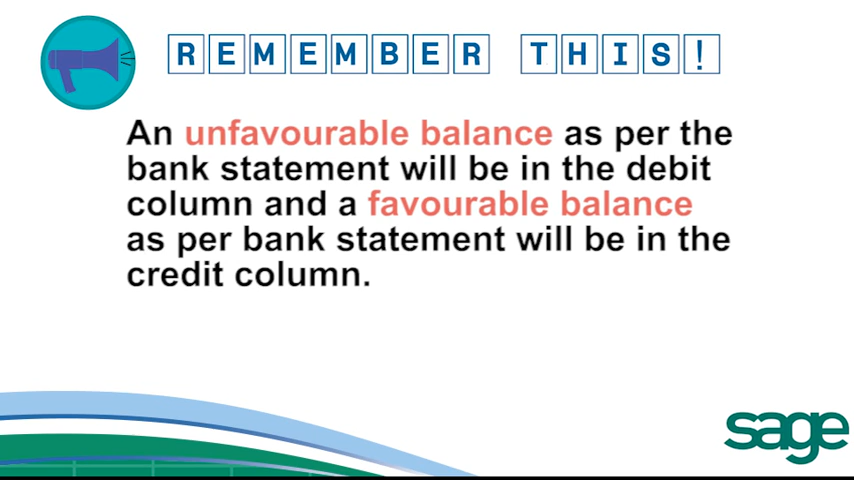 REMEMBER THIS!
An unfavourable balance as per the
bank statement will be in the debit
column and a favourable balance
as per bank statement will be in the
credit column.
sage